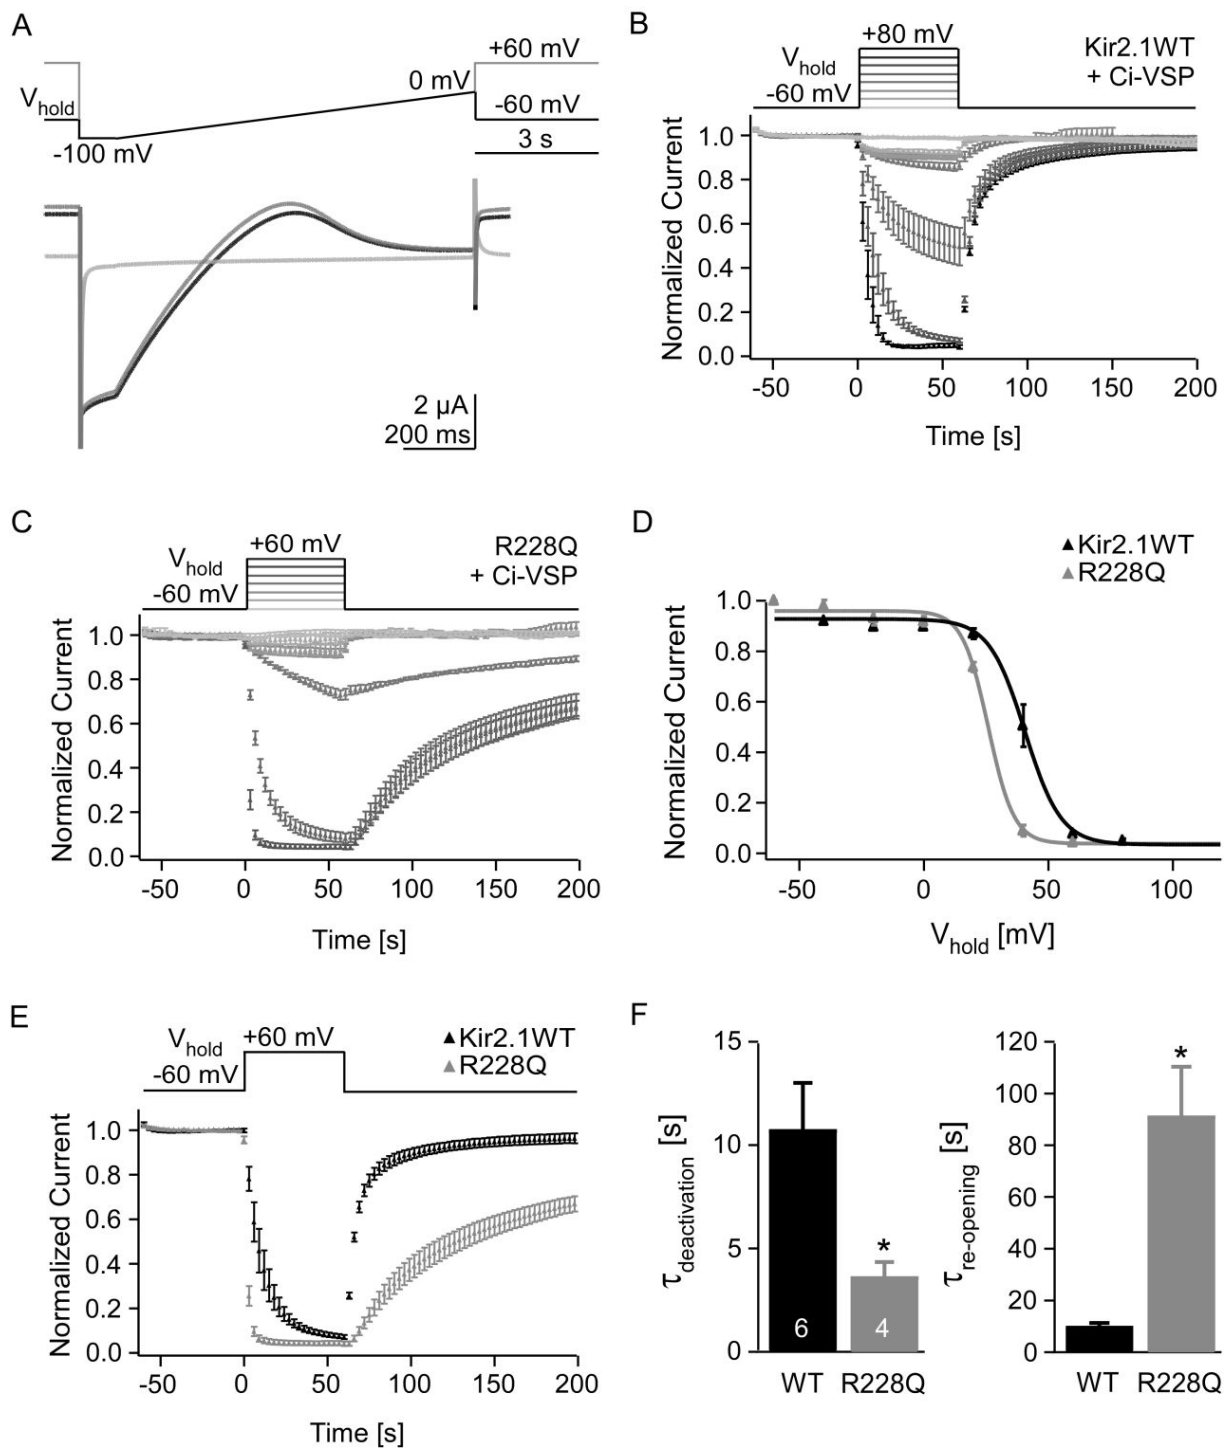 A
+60 mV
0 mV
V_hold
-60 mV
-100 mV
3 s
2 µA
200 ms
B
+80 mV
V_hold
-60 mV
Kir2.1WT
+ Ci-VSP
Normalized Current
1.0
0.8
0.6
0.4
0.2
0.0
-50 0 50 100 150 200
Time [s]
C
+60 mV
V_hold
-60 mV
R228Q
+ Ci-VSP
Normalized Current
1.0
0.8
0.6
0.4
0.2
0.0
-50 0 50 100 150 200
Time [s]
D
Kir2.1WT
R228Q
Normalized Current
1.0
0.8
0.6
0.4
0.2
0.0
-50 0 50 100
V_hold [mV]
E
V_hold
+60 mV
-60 mV
Kir2.1WT
R228Q
Normalized Current
1.0
0.8
0.6
0.4
0.2
0.0
-50 0 50 100 150 200
Time [s]
F
τ_deactivation [s]
15
10
5
0
*
6 4
WT R228Q
τ_re-opening [s]
120
100
80
60
40
20
0
*
WT R228Q